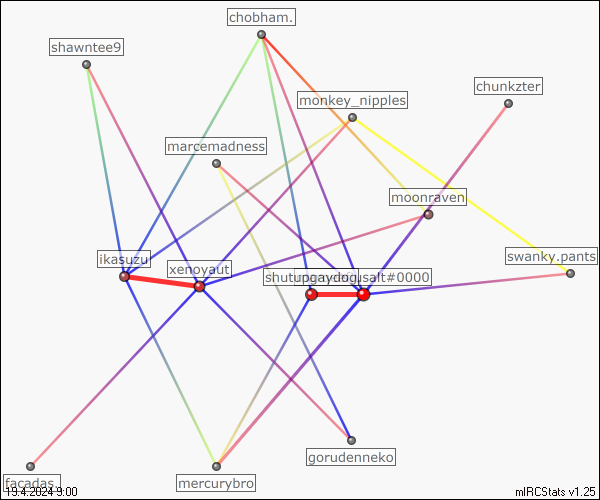 chobham.
shawntee9
chunkzter
monkey_nipples
marcemadness
moonraven
ikasuzu
swanky.pants
xenoyaut
salt#0000
gorudenneko
facadas.
mercurybro
19.4.2024 9:00
mIRCStats v1.25